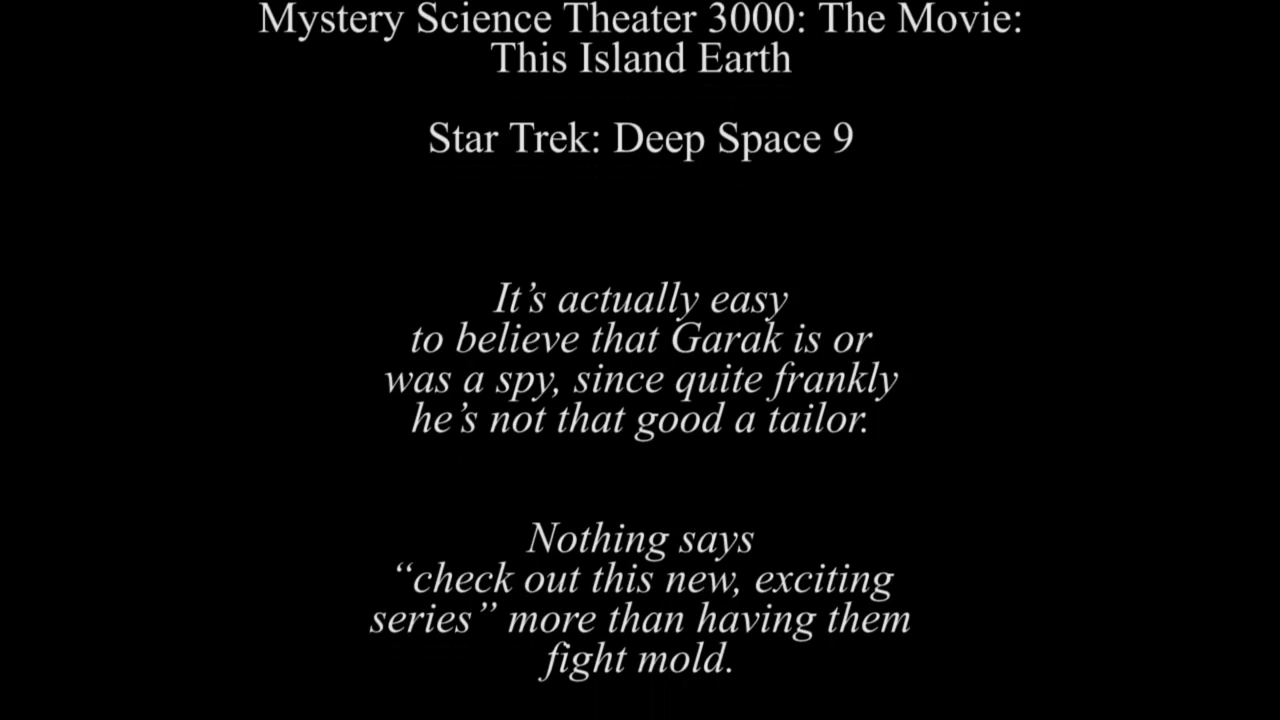 Mystery Science Theater 3000: The Movie:
This Island Earth
Star Trek: Deep Space 9
It’s actually easy
to believe that Garak is or
was a spy, since quite frankly
he’s not that good a tailor.
Nothing says
“check out this new, exciting
series” more than having them
fight mold.